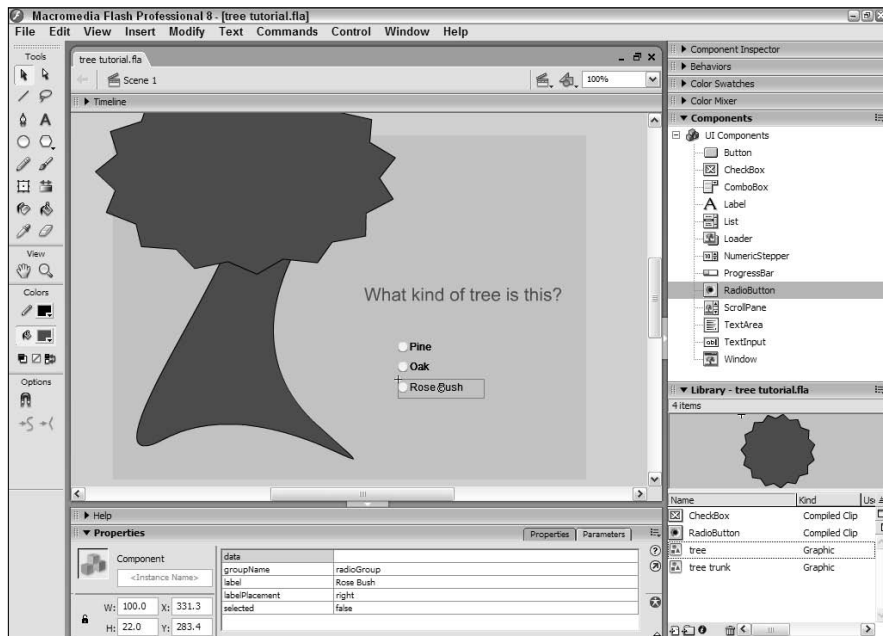 Macromedia Flash Professional 8 - [tree tutorial.fla]
File Edit View Insert Modify Text Commands Control Window Help
Tools
View
Colors
Options
tree tutorial.fla
Scene 1
100%
Timeline
What kind of tree is this?
Pine
Oak
Rose Bush
Help
Properties
Properties Parameters
Component
<Instance Name>
W: 100.0 X: 331.3
H: 22.0 Y: 283.4
data
groupName radioGroup
label Rose Bush
labelPlacement right
selected false
Component Inspector
Behaviors
Color Swatches
Color Mixer
Components
UI Components
Button
CheckBox
ComboBox
Label
List
Loader
NumericStepper
ProgressBar
RadioButton
ScrollPane
TextArea
TextInput
Window
Library - tree tutorial.fla
4 items
Name Kind
CheckBox Compiled Clip
RadioButton Compiled Clip
tree Graphic
tree trunk Graphic